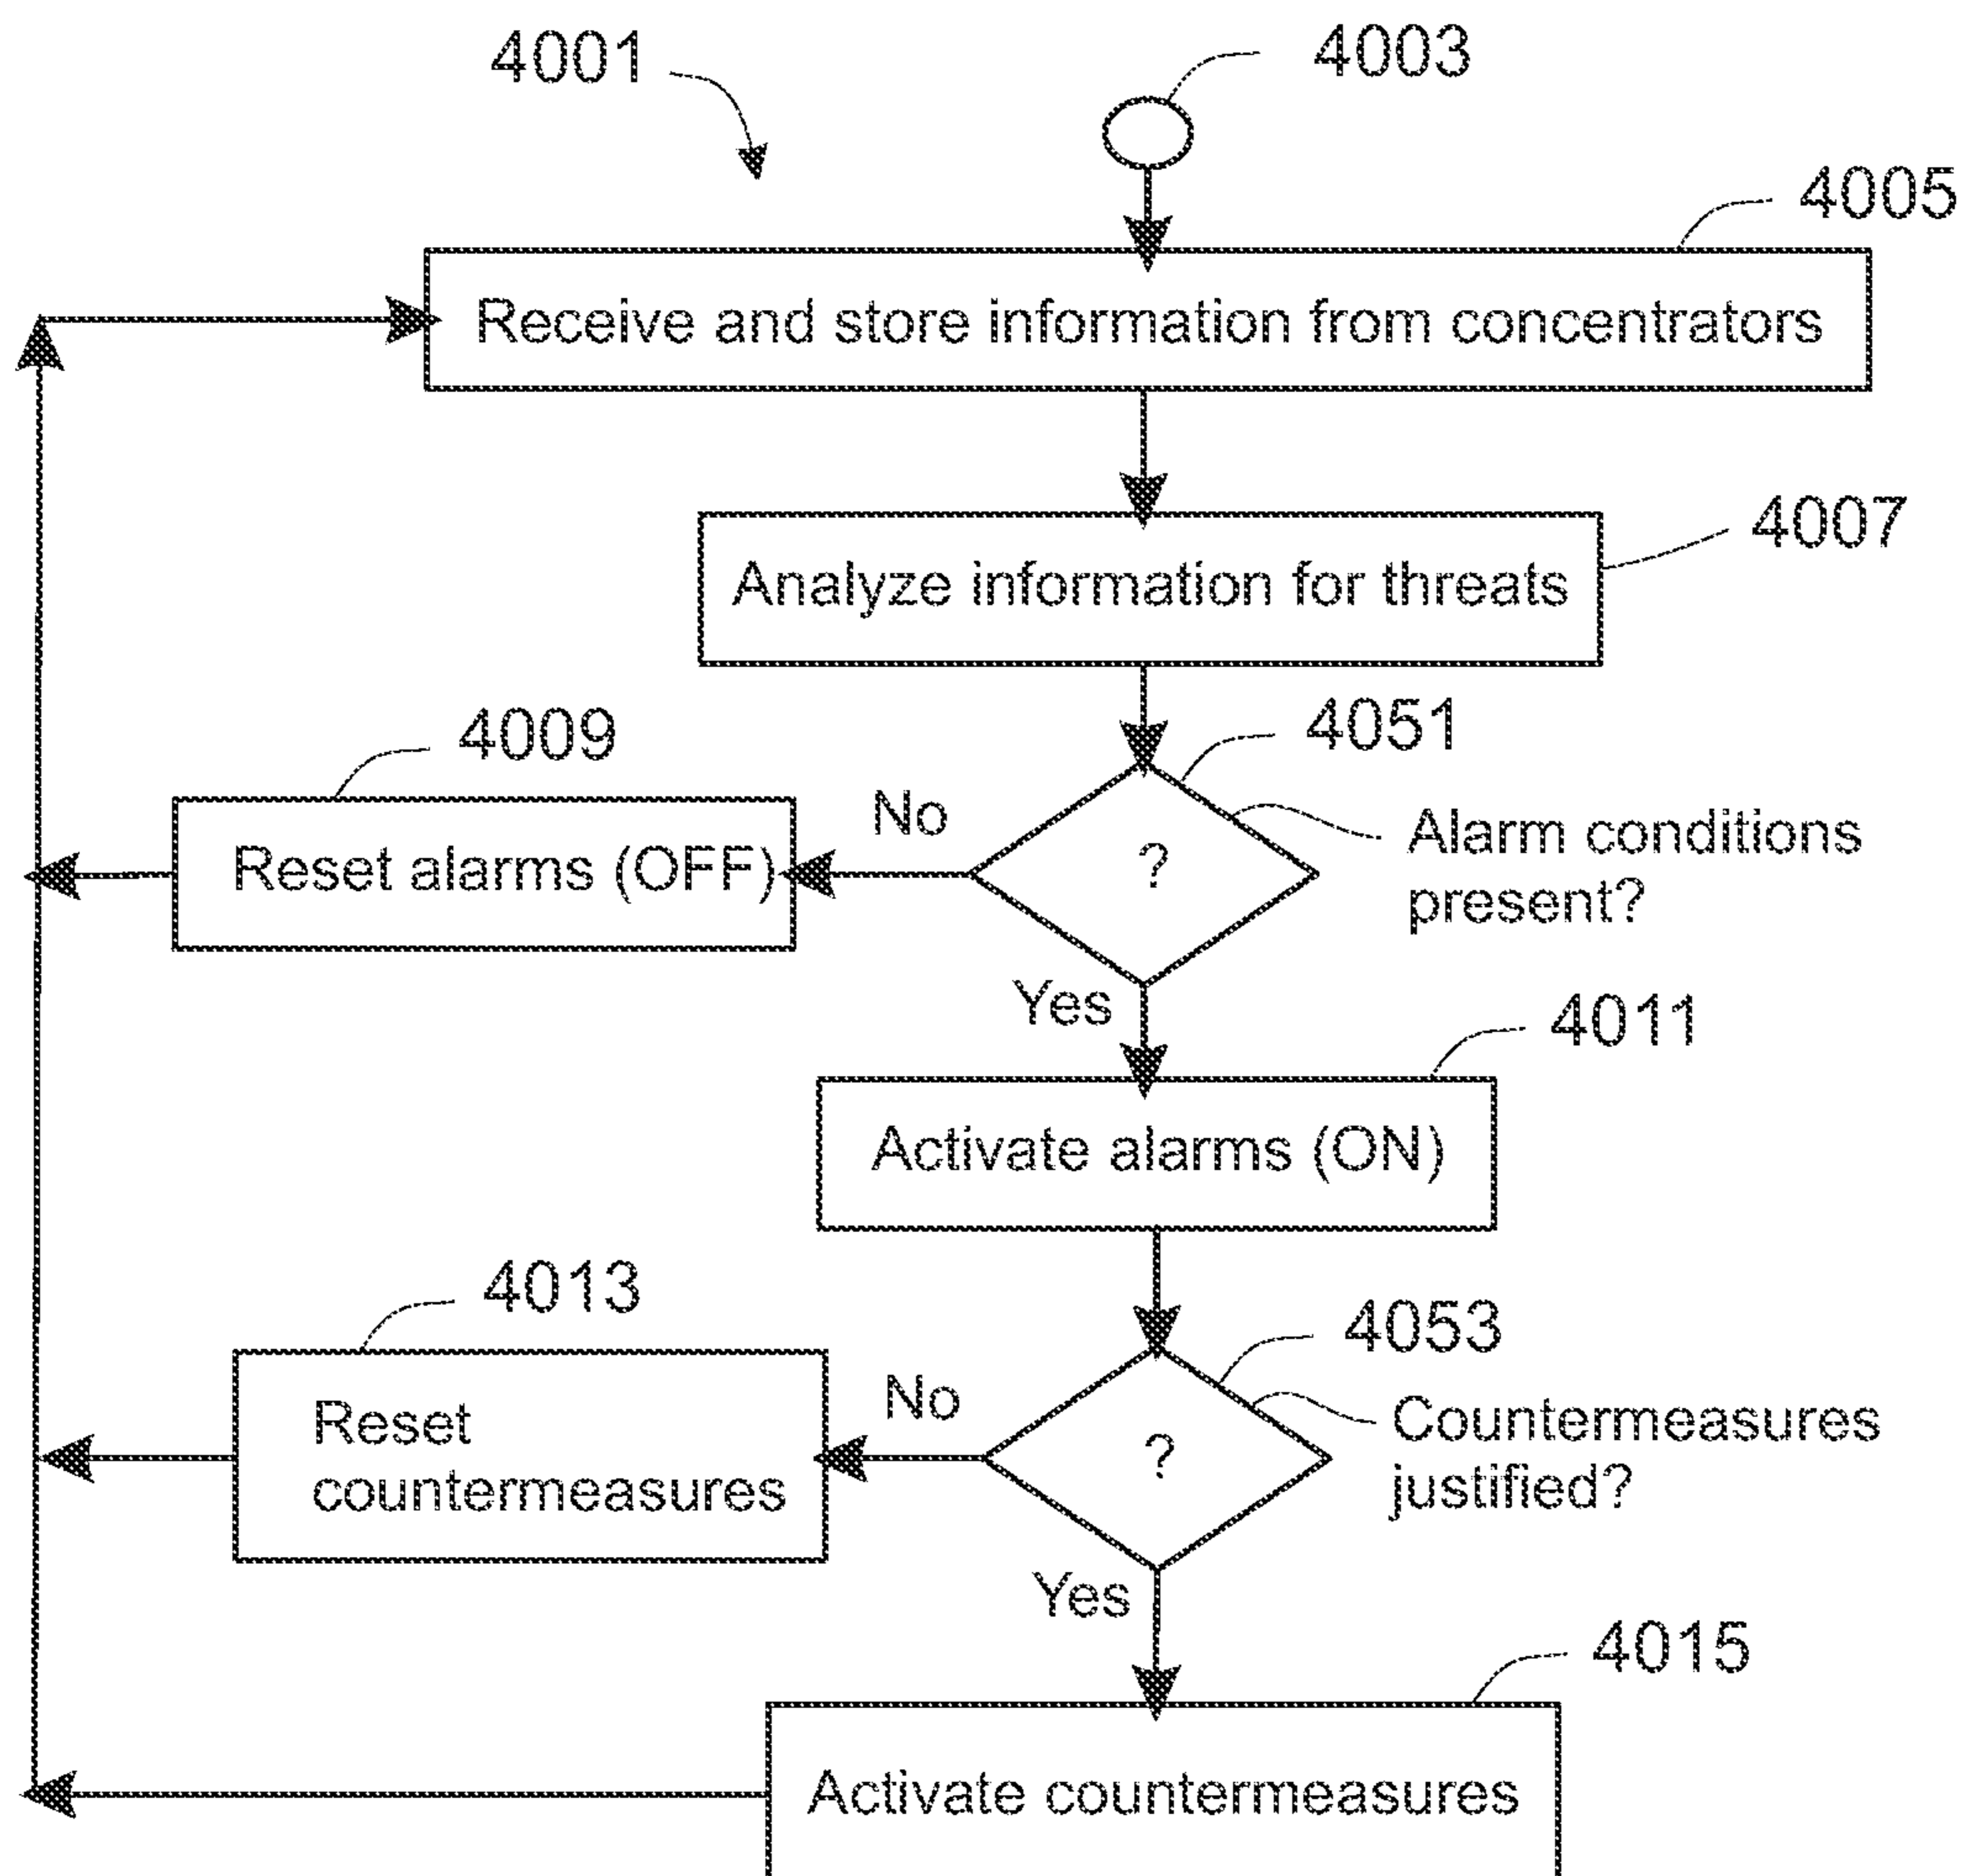 4001
4003
4005
Receive and store information from concentrators
4007
Analyze information for threats
4051
4009
No
Alarm conditions
present?
?
Reset alarms (OFF)
Yes
4011
Activate alarms (ON)
4013
4053
No
Countermeasures
justified?
?
Reset
countermeasures
Yes
4015
Activate countermeasures